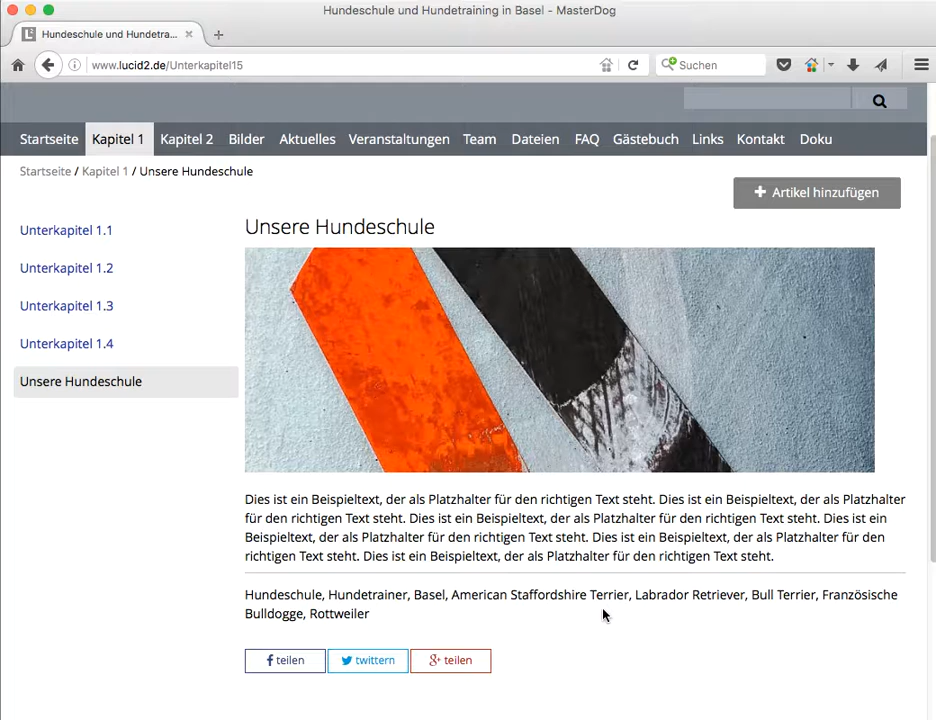 Hundeschule und Hundetraining in Basel - MasterDog
Hundeschule und Hundetra...
www.lucid2.de/Unterkapitel15
Suchen
Startseite Kapitel 1 Kapitel 2 Bilder Aktuelles Veranstaltungen Team Dateien FAQ Gästebuch Links Kontakt Doku
Startseite / Kapitel 1 / Unsere Hundeschule
Artikel hinzufügen
Unterkapitel 1.1
Unterkapitel 1.2
Unterkapitel 1.3
Unterkapitel 1.4
Unsere Hundeschule
Unsere Hundeschule
Dies ist ein Beispieltext, der als Platzhalter für den richtigen Text steht. Dies ist ein Beispieltext, der als Platzhalter
für den richtigen Text steht. Dies ist ein Beispieltext, der als Platzhalter für den richtigen Text steht. Dies ist ein
Beispieltext, der als Platzhalter für den richtigen Text steht. Dies ist ein Beispieltext, der als Platzhalter für den
richtigen Text steht. Dies ist ein Beispieltext, der als Platzhalter für den richtigen Text steht.
Hundeschule, Hundetrainer, Basel, American Staffordshire Terrier, Labrador Retriever, Bull Terrier, Französische
Bulldogge, Rottweiler
teilen twittern teilen